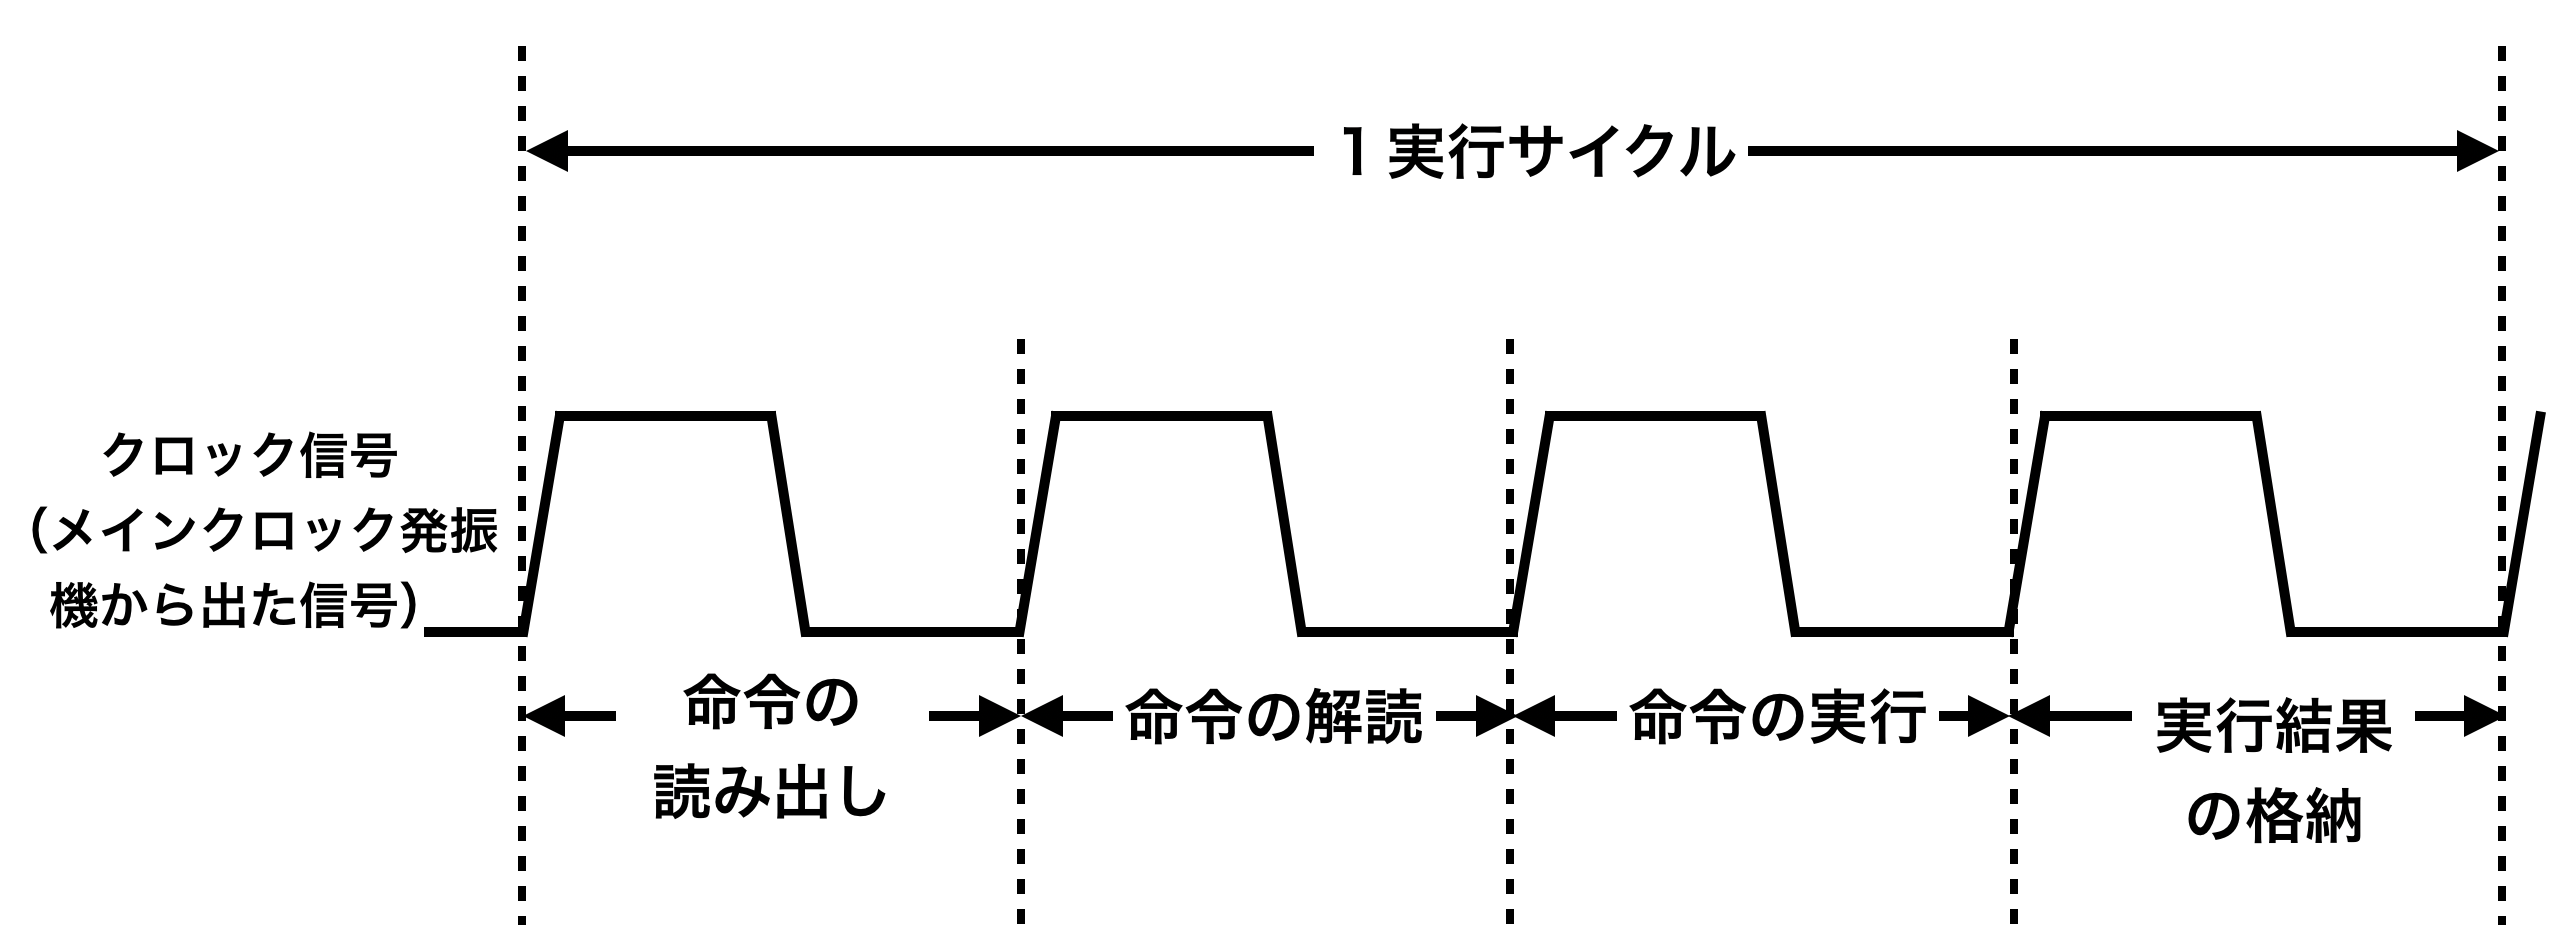 1 実行サイクル
クロック信号
（メインクロック発振
機から出た信号）
命令の
読み出し
命令の解読
命令の実行
実行結果
の格納